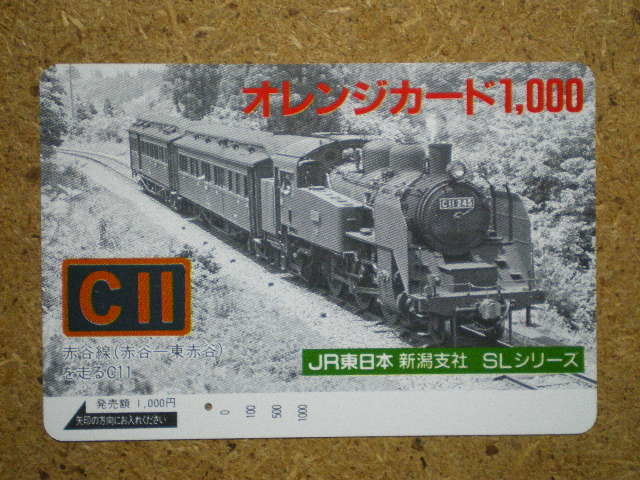 オレンジカード1,000
C11 245
C11
赤谷線(赤谷ー東赤谷)
を走るC11
JR東日本 新潟支社 SLシリーズ
発売額 1,000円
矢印の方向にお入れください
0 100 500 1000